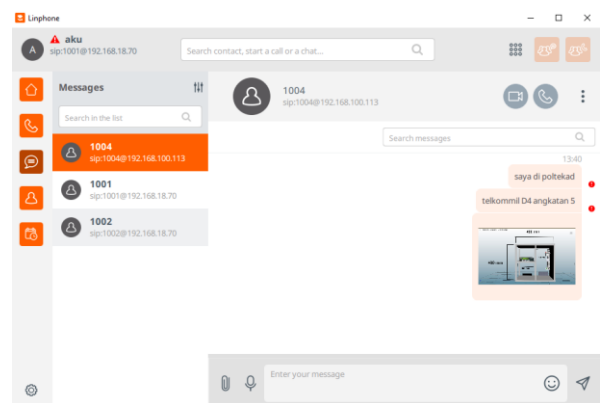 Linphone
A
aku
sip:1001@192.168.18.70
Search contact, start a call or a chat...
Messages
Search in the list
1004
sip:1004@192.168.100.113
1001
sip:1001@192.168.18.70
1002
sip:1002@192.168.18.70
1004
sip:1004@192.168.100.113
Search messages
13:40
saya di poltekad
telkommil D4 angkatan 5
Enter your message